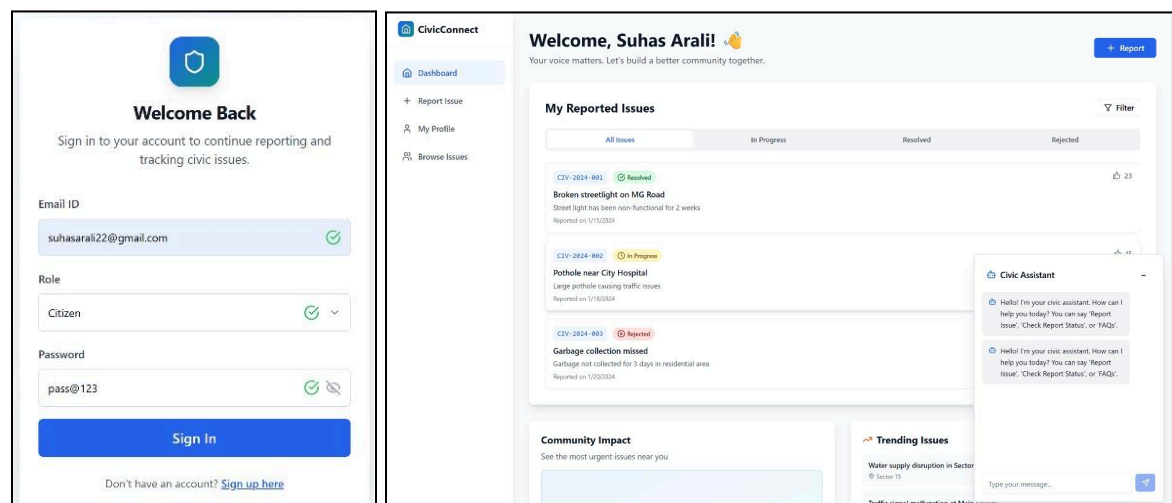 Welcome Back
Sign in to your account to continue reporting and
tracking civic issues.
Email ID
suhasarali22@gmail.com
Role
Citizen
Password
pass@123
Sign In
Don't have an account? Sign up here
CivicConnect
Dashboard
+ Report Issue
My Profile
Browse Issues
Welcome, Suhas Arali! 👋
Your voice matters. Let's build a better community together.
+ Report
My Reported Issues
Filter
All Issues In Progress Resolved Rejected
CIV-2024-001 Resolved 23
Broken streetlight on MG Road
Street light has been non-functional for 2 weeks
Reported on 1/15/2024
CIV-2024-002 In Progress
Pothole near City Hospital
Large pothole causing traffic issues
Reported on 1/18/2024
CIV-2024-003 Rejected
Garbage collection missed
Garbage not collected for 3 days in residential area
Reported on 1/20/2024
Community Impact
See the most urgent issues near you
Trending Issues
Water supply disruption in Sector
Sector 15
Traffic signal malfunction at Main
Civic Assistant
Hello! I'm your civic assistant. How can I
help you today? You can say 'Report
Issue', 'Check Report Status', or 'FAQs'.
Hello! I'm your civic assistant. How can I
help you today? You can say 'Report
Issue', 'Check Report Status', or 'FAQs'.
Type your message...